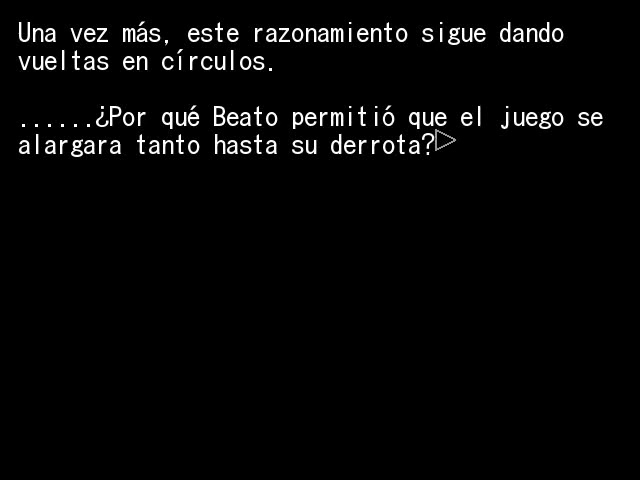 Una vez más, este razonamiento sigue dando
vueltas en círculos.
......¿Por qué Beato permitió que el juego se
alargara tanto hasta su derrota?